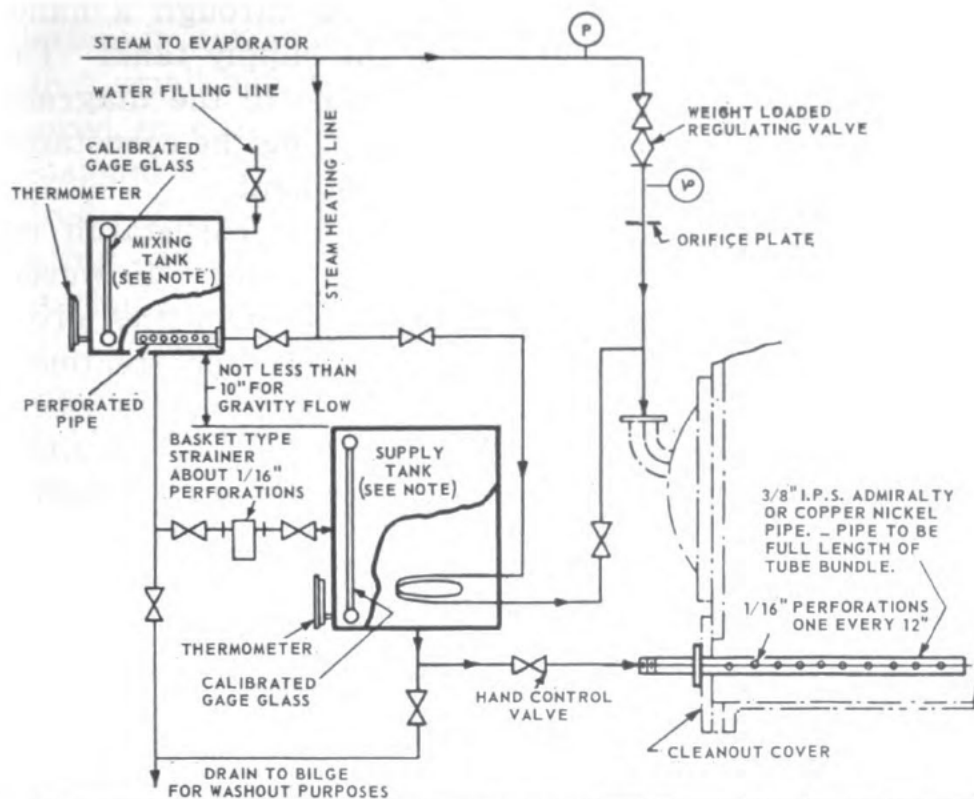 P
STEAM TO EVAPORATOR
WATER FILLING LINE
CALIBRATED
GAGE GLASS
THERMOMETER
MIXING
TANK
(SEE NOTE)
STEAM HEATING LINE
WEIGHT LOADED
REGULATING VALVE
P
ORIFICE PLATE
PERFORATED
PIPE
NOT LESS THAN
10" FOR
GRAVITY FLOW
BASKET TYPE
STRAINER
ABOUT 1/16"
PERFORATIONS
SUPPLY
TANK
(SEE NOTE)
3/8" I.P.S. ADMIRALTY
OR COPPER NICKEL
PIPE. – PIPE TO BE
FULL LENGTH OF
TUBE BUNDLE.
1/16" PERFORATIONS
ONE EVERY 12"
THERMOMETER
CALIBRATED
GAGE GLASS
HAND CONTROL
VALVE
CLEANOUT COVER
DRAIN TO BILGE
FOR WASHOUT PURPOSES